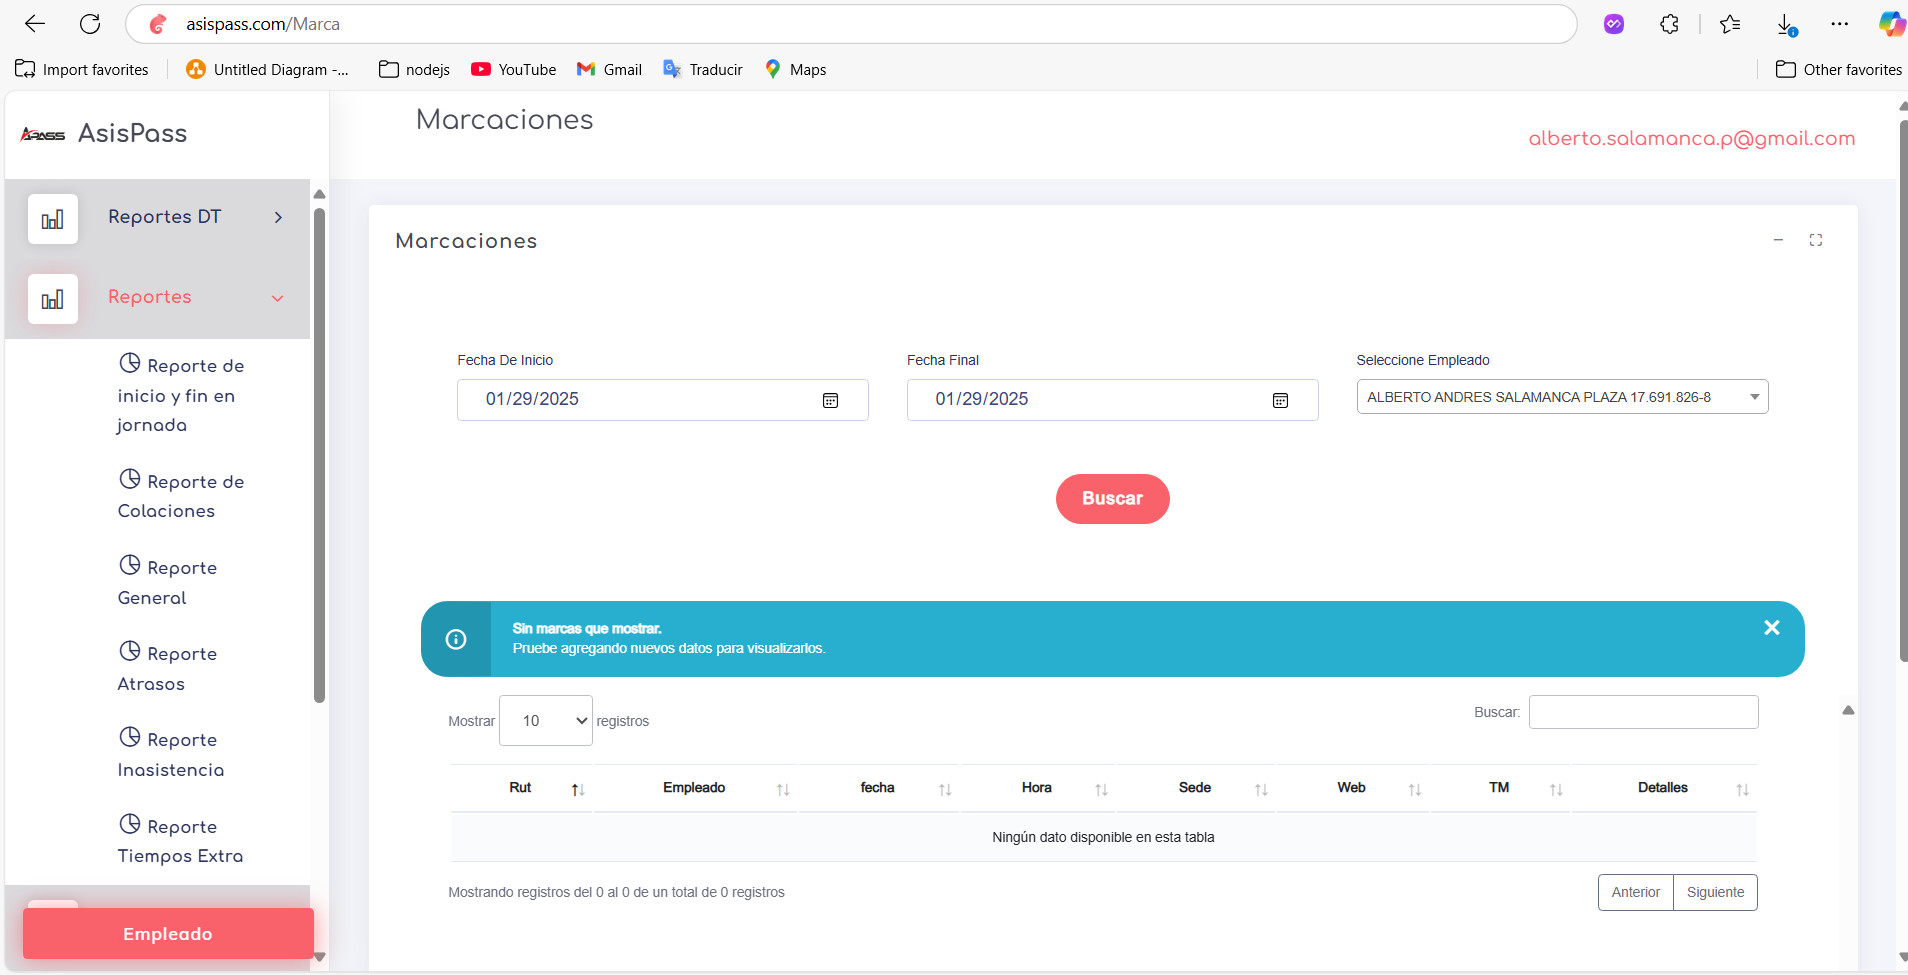 asispass.com/Marca
Import favorites
Untitled Diagram -...
nodejs
YouTube
Gmail
Traducir
Maps
Other favorites
APASS AsisPass
Marcaciones
alberto.salamanca.p@gmail.com
Reportes DT
Reportes
Reporte de
inicio y fin en
jornada
Reporte de
Colaciones
Reporte
General
Reporte
Atrasos
Reporte
Inasistencia
Reporte
Tiempos Extra
Empleado
Marcaciones
Fecha De Inicio
Fecha Final
Seleccione Empleado
01/29/2025
01/29/2025
ALBERTO ANDRES SALAMANCA PLAZA 17.691.826-8
Buscar
Sin marcas que mostrar.
Pruebe agregando nuevos datos para visualizarlos.
Mostrar 10 registros
Buscar:
Rut Empleado fecha Hora Sede Web TM Detalles
Ningún dato disponible en esta tabla
Mostrando registros del 0 al 0 de un total de 0 registros
Anterior Siguiente